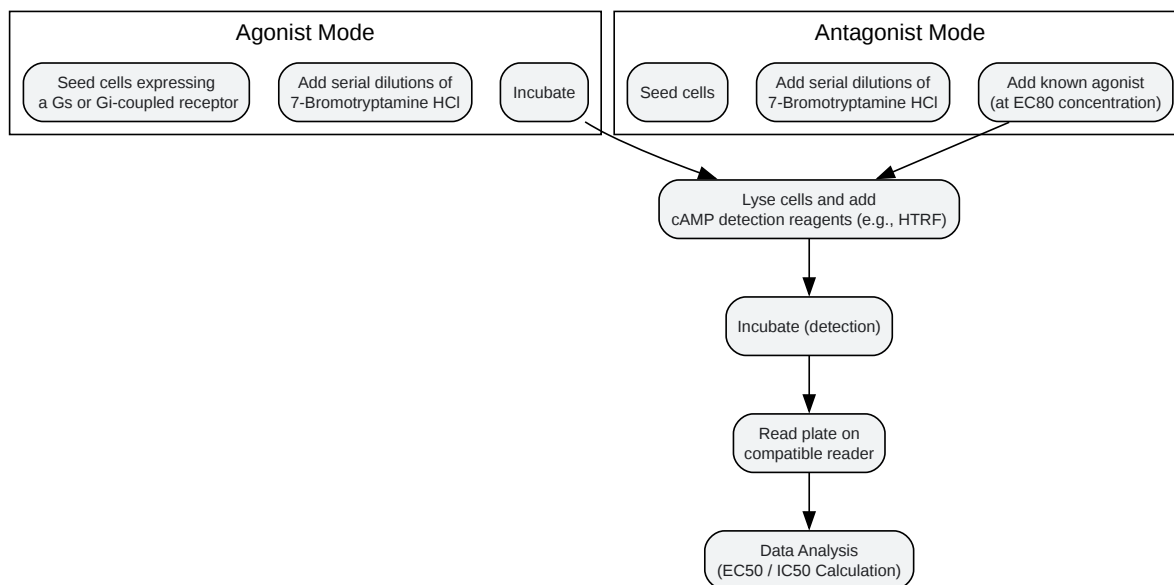 Agonist Mode
Seed cells expressing
a Gs or Gi-coupled receptor
Add serial dilutions of
7-Bromotryptamine HCl
Incubate
Antagonist Mode
Seed cells
Add serial dilutions of
7-Bromotryptamine HCl
Add known agonist
(at EC80 concentration)
Lyse cells and add
cAMP detection reagents (e.g., HTRF)
Incubate (detection)
Read plate on
compatible reader
Data Analysis
(EC50 / IC50 Calculation)